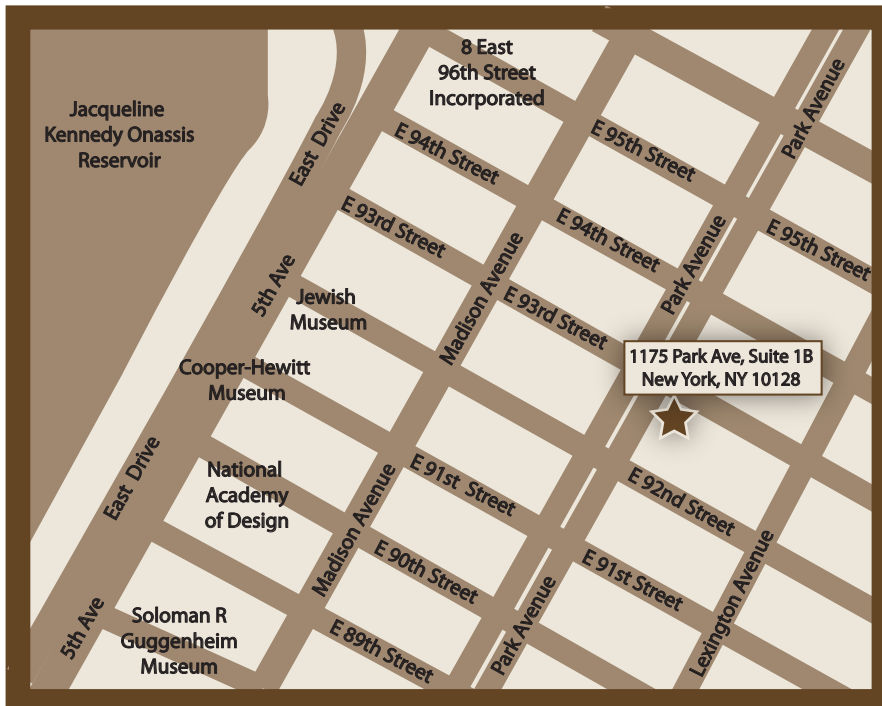 8 East
96th Street
Incorporated
Jacqueline
Kennedy Onassis
Reservoir
East Drive
Park Avenue
E 94th Street
E 95th Street
E 93rd Street
E 94th Street
Park Avenue
E 95th Street
5th Ave
Jewish
Museum
Madison Avenue
E 93rd Street
1175 Park Ave, Suite 1B
New York, NY 10128
Cooper-Hewitt
Museum
East Drive
National
Academy
of Design
E 91st Street
E 92nd Street
Madison Avenue
E 90th Street
E 91st Street
Lexington Avenue
5th Ave
Soloman R
Guggenheim
Museum
E 89th Street
Park Avenue